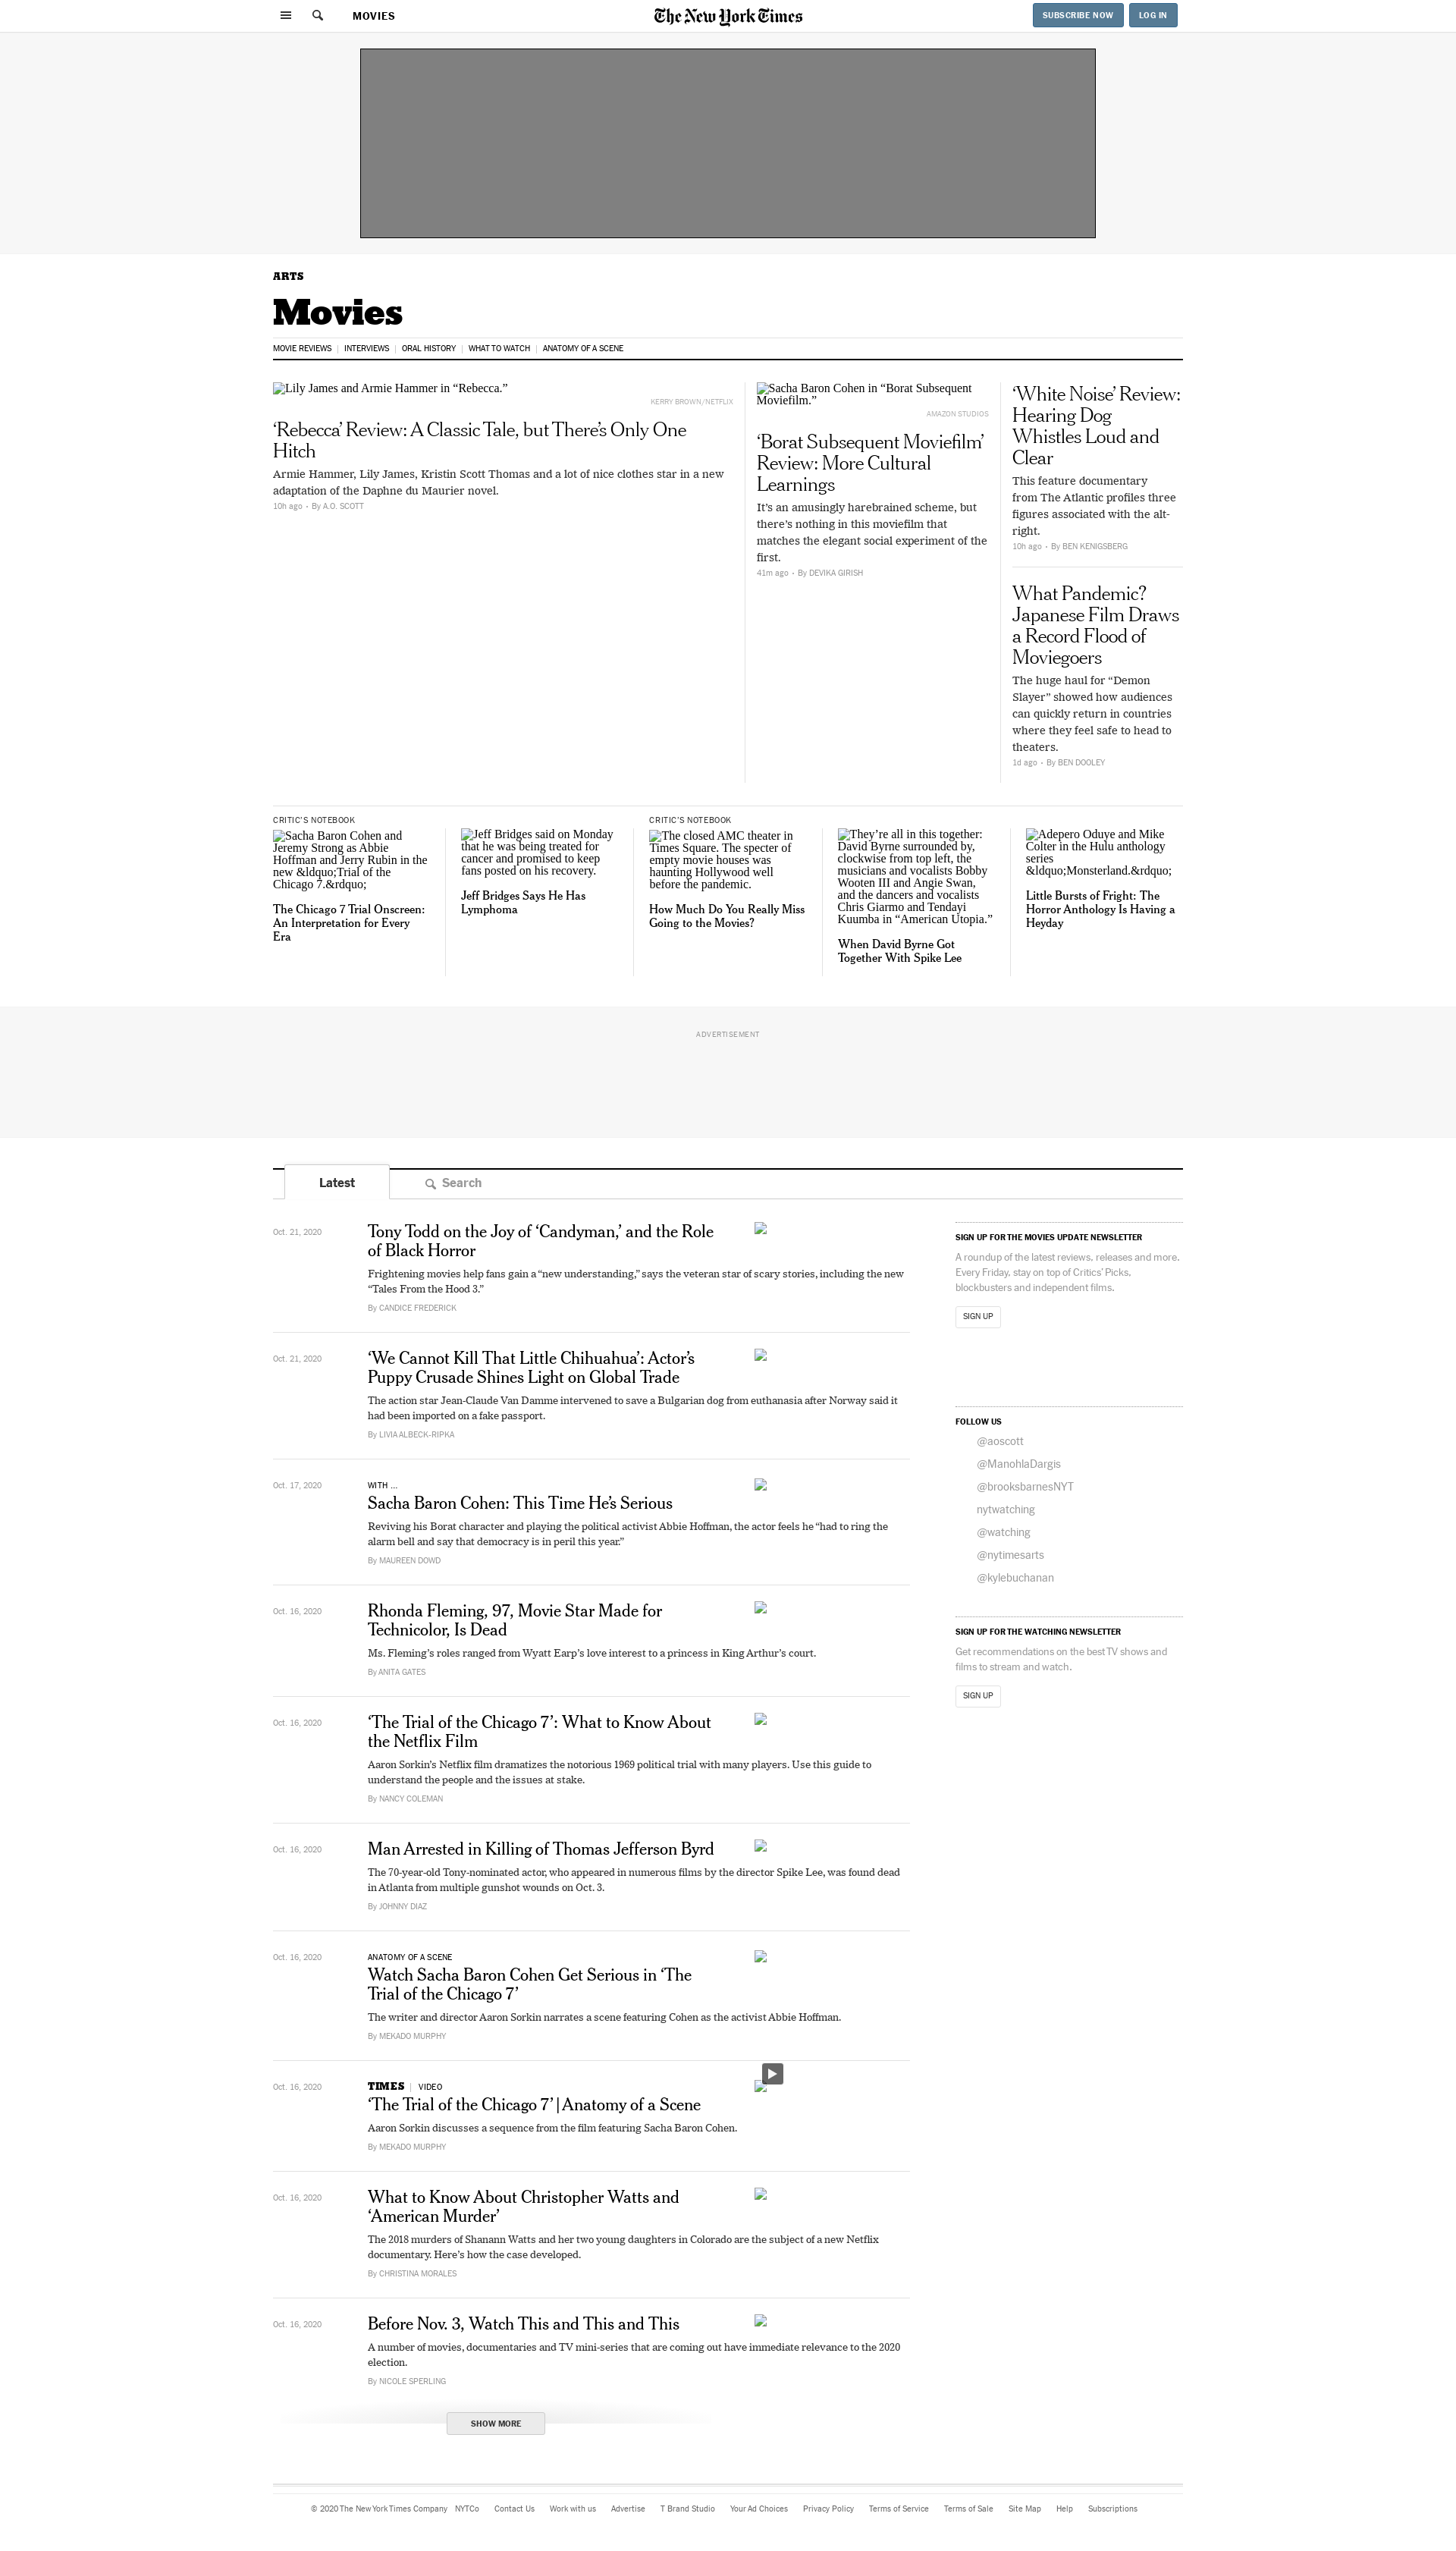 MOVIES
The New York Times
SUBSCRIBE NOW
LOG IN
ARTS
Movies
MOVIE REVIEWS
INTERVIEWS
ORAL HISTORY
WHAT TO WATCH
ANATOMY OF A SCENE
Lily James and Armie Hammer in “Rebecca.”
KERRY BROWN/NETFLIX
‘Rebecca’ Review: A Classic Tale, but There’s Only One
Hitch
Armie Hammer, Lily James, Kristin Scott Thomas and a lot of nice clothes star in a new
adaptation of the Daphne du Maurier novel.
10h ago • By A.O. SCOTT
Sacha Baron Cohen in “Borat Subsequent
Moviefilm.”
AMAZON STUDIOS
‘Borat Subsequent Moviefilm’
Review: More Cultural
Learnings
It’s an amusingly harebrained scheme, but
there’s nothing in this moviefilm that
matches the elegant social experiment of the
first.
41m ago • By DEVIKA GIRISH
‘White Noise’ Review:
Hearing Dog
Whistles Loud and
Clear
This feature documentary
from The Atlantic profiles three
figures associated with the alt-
right.
10h ago • By BEN KENIGSBERG
What Pandemic?
Japanese Film Draws
a Record Flood of
Moviegoers
The huge haul for “Demon
Slayer” showed how audiences
can quickly return in countries
where they feel safe to head to
theaters.
1d ago • By BEN DOOLEY
CRITIC’S NOTEBOOK
Sacha Baron Cohen and
Jeremy Strong as Abbie
Hoffman and Jerry Rubin in the
new &ldquo;Trial of the
Chicago 7.&rdquo;
The Chicago 7 Trial Onscreen:
An Interpretation for Every
Era
Jeff Bridges said on Monday
that he was being treated for
cancer and promised to keep
fans posted on his recovery.
Jeff Bridges Says He Has
Lymphoma
CRITIC’S NOTEBOOK
The closed AMC theater in
Times Square. The specter of
empty movie houses was
haunting Hollywood well
before the pandemic.
How Much Do You Really Miss
Going to the Movies?
They’re all in this together:
David Byrne surrounded by,
clockwise from top left, the
musicians and vocalists Bobby
Wooten III and Angie Swan,
and the dancers and vocalists
Chris Giarmo and Tendayi
Kuumba in “American Utopia.”
When David Byrne Got
Together With Spike Lee
Adepero Oduye and Mike
Colter in the Hulu anthology
series
&ldquo;Monsterland.&rdquo;
Little Bursts of Fright: The
Horror Anthology Is Having a
Heyday
ADVERTISEMENT
Latest
Search
Oct. 21, 2020
Tony Todd on the Joy of ‘Candyman,’ and the Role
of Black Horror
Frightening movies help fans gain a “new understanding,” says the veteran star of scary stories, including the new
“Tales From the Hood 3.”
By CANDICE FREDERICK
Oct. 21, 2020
‘We Cannot Kill That Little Chihuahua’: Actor’s
Puppy Crusade Shines Light on Global Trade
The action star Jean-Claude Van Damme intervened to save a Bulgarian dog from euthanasia after Norway said it
had been imported on a fake passport.
By LIVIA ALBECK-RIPKA
Oct. 17, 2020
WITH ...
Sacha Baron Cohen: This Time He’s Serious
Reviving his Borat character and playing the political activist Abbie Hoffman, the actor feels he “had to ring the
alarm bell and say that democracy is in peril this year.”
By MAUREEN DOWD
Oct. 16, 2020
Rhonda Fleming, 97, Movie Star Made for
Technicolor, Is Dead
Ms. Fleming’s roles ranged from Wyatt Earp’s love interest to a princess in King Arthur’s court.
By ANITA GATES
Oct. 16, 2020
‘The Trial of the Chicago 7’: What to Know About
the Netflix Film
Aaron Sorkin’s Netflix film dramatizes the notorious 1969 political trial with many players. Use this guide to
understand the people and the issues at stake.
By NANCY COLEMAN
Oct. 16, 2020
Man Arrested in Killing of Thomas Jefferson Byrd
The 70-year-old Tony-nominated actor, who appeared in numerous films by the director Spike Lee, was found dead
in Atlanta from multiple gunshot wounds on Oct. 3.
By JOHNNY DIAZ
Oct. 16, 2020
ANATOMY OF A SCENE
Watch Sacha Baron Cohen Get Serious in ‘The
Trial of the Chicago 7’
The writer and director Aaron Sorkin narrates a scene featuring Cohen as the activist Abbie Hoffman.
By MEKADO MURPHY
Oct. 16, 2020
TIMES | VIDEO
‘The Trial of the Chicago 7’ | Anatomy of a Scene
Aaron Sorkin discusses a sequence from the film featuring Sacha Baron Cohen.
By MEKADO MURPHY
Oct. 16, 2020
What to Know About Christopher Watts and
‘American Murder’
The 2018 murders of Shanann Watts and her two young daughters in Colorado are the subject of a new Netflix
documentary. Here’s how the case developed.
By CHRISTINA MORALES
Oct. 16, 2020
Before Nov. 3, Watch This and This and This
A number of movies, documentaries and TV mini-series that are coming out have immediate relevance to the 2020
election.
By NICOLE SPERLING
SHOW MORE
SIGN UP FOR THE MOVIES UPDATE NEWSLETTER
A roundup of the latest reviews, releases and more.
Every Friday, stay on top of Critics’ Picks,
blockbusters and independent films.
SIGN UP
FOLLOW US
@aoscott
@ManohlaDargis
@brooksbarnesNYT
nytwatching
@watching
@nytimesarts
@kylebuchanan
SIGN UP FOR THE WATCHING NEWSLETTER
Get recommendations on the best TV shows and
films to stream and watch.
SIGN UP
© 2020 The New York Times Company
NYTCo
Contact Us
Work with us
Advertise
T Brand Studio
Your Ad Choices
Privacy Policy
Terms of Service
Terms of Sale
Site Map
Help
Subscriptions